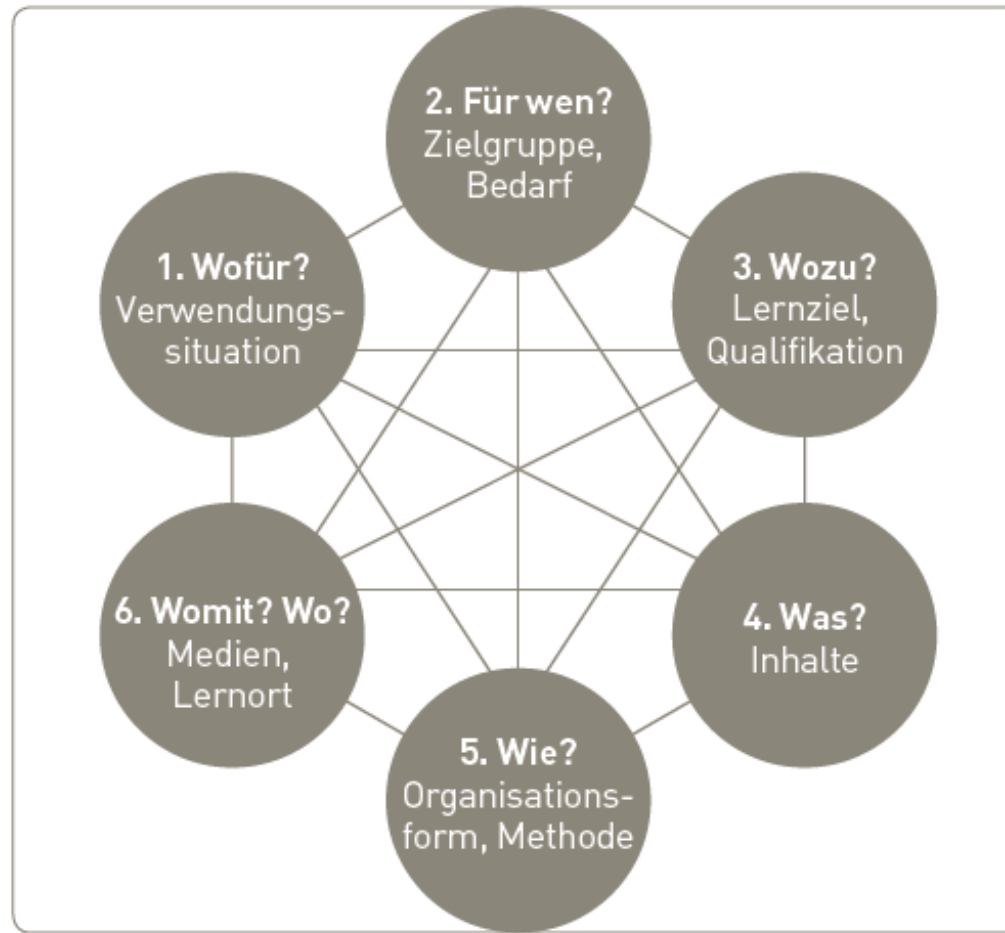 1. Wofür?
Verwendungs-
situation
2. Für wen?
Zielgruppe,
Bedarf
3. Wozu?
Lernziel,
Qualifikation
4. Was?
Inhalte
5. Wie?
Organisations-
form, Methode
6. Womit? Wo?
Medien,
Lernort